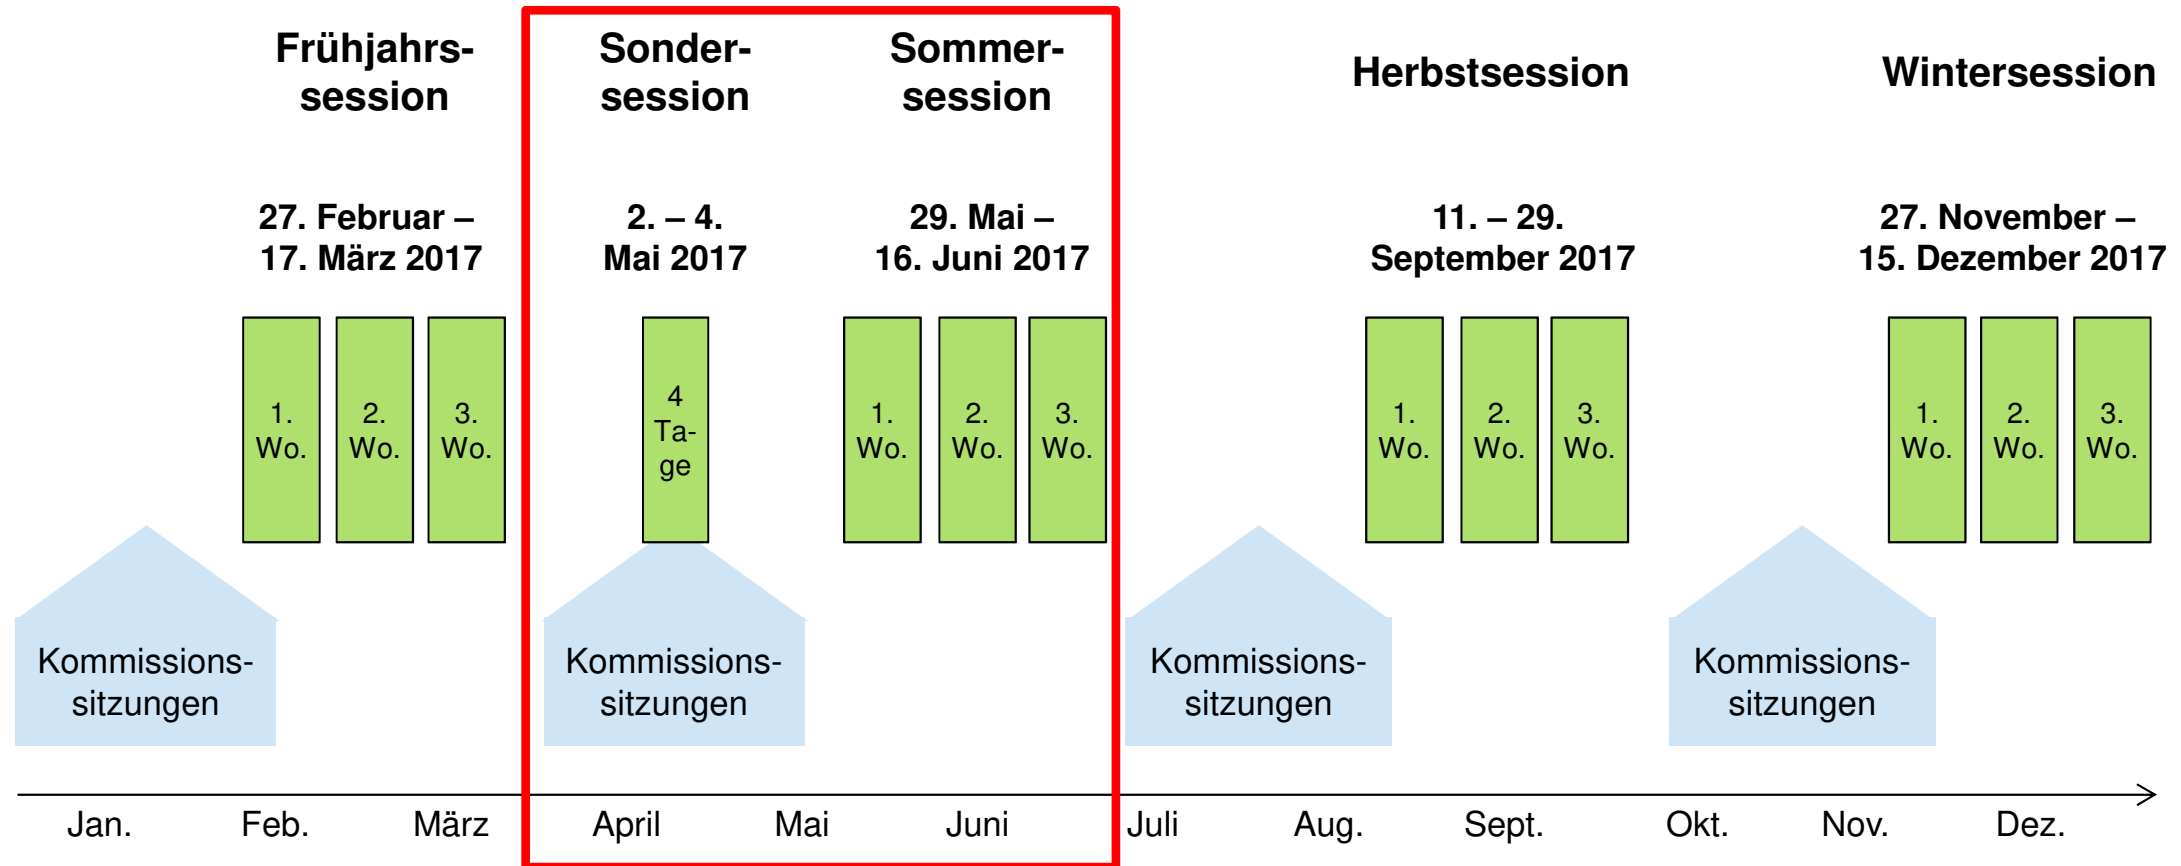 Frühjahrs-
session
Sonder-
session
Sommer-
session
Herbstsession
Wintersession
27. Februar –
17. März 2017
2. – 4.
Mai 2017
29. Mai –
16. Juni 2017
11. – 29.
September 2017
27. November –
15. Dezember 2017
1.
Wo.
2.
Wo.
3.
Wo.
4
Ta-
ge
1.
Wo.
2.
Wo.
3.
Wo.
1.
Wo.
2.
Wo.
3.
Wo.
1.
Wo.
2.
Wo.
3.
Wo.
Kommissions-
sitzungen
Kommissions-
sitzungen
Kommissions-
sitzungen
Kommissions-
sitzungen
Jan. Feb. März April Mai Juni Juli Aug. Sept. Okt. Nov. Dez.